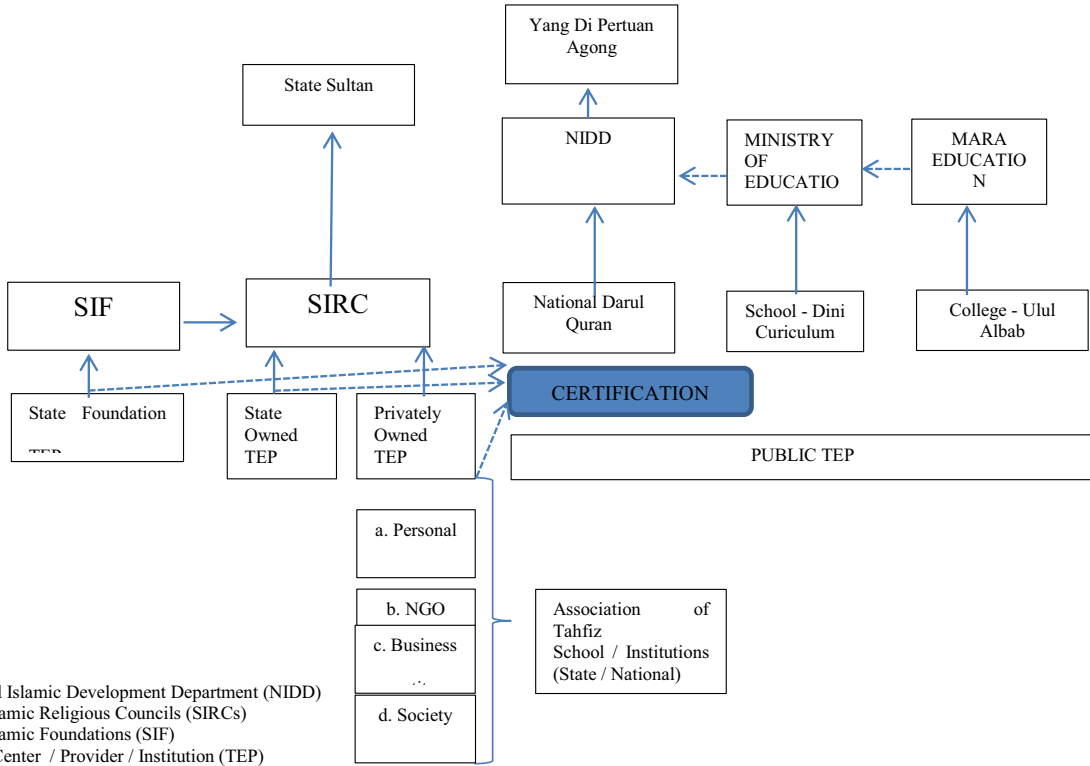 Yang Di Pertuan
Agong
State Sultan
NIDD
MINISTRY
OF
EDUCATIO
MARA
EDUCATIO
N
SIF
SIRC
National Darul
Quran
School - Dini
Curiculum
College - Ulul
Albab
CERTIFICATION
State Foundation
State
Owned
TEP
Privately
Owned
TEP
PUBLIC TEP
a. Personal
b. NGO
c. Business
d. Society
Association of
Tahfiz
School / Institutions
(State / National)
Islamic Development Department (NIDD)
Religious Councils (SIRCs)
Foundations (SIF)
/ Provider / Institution (TEP)